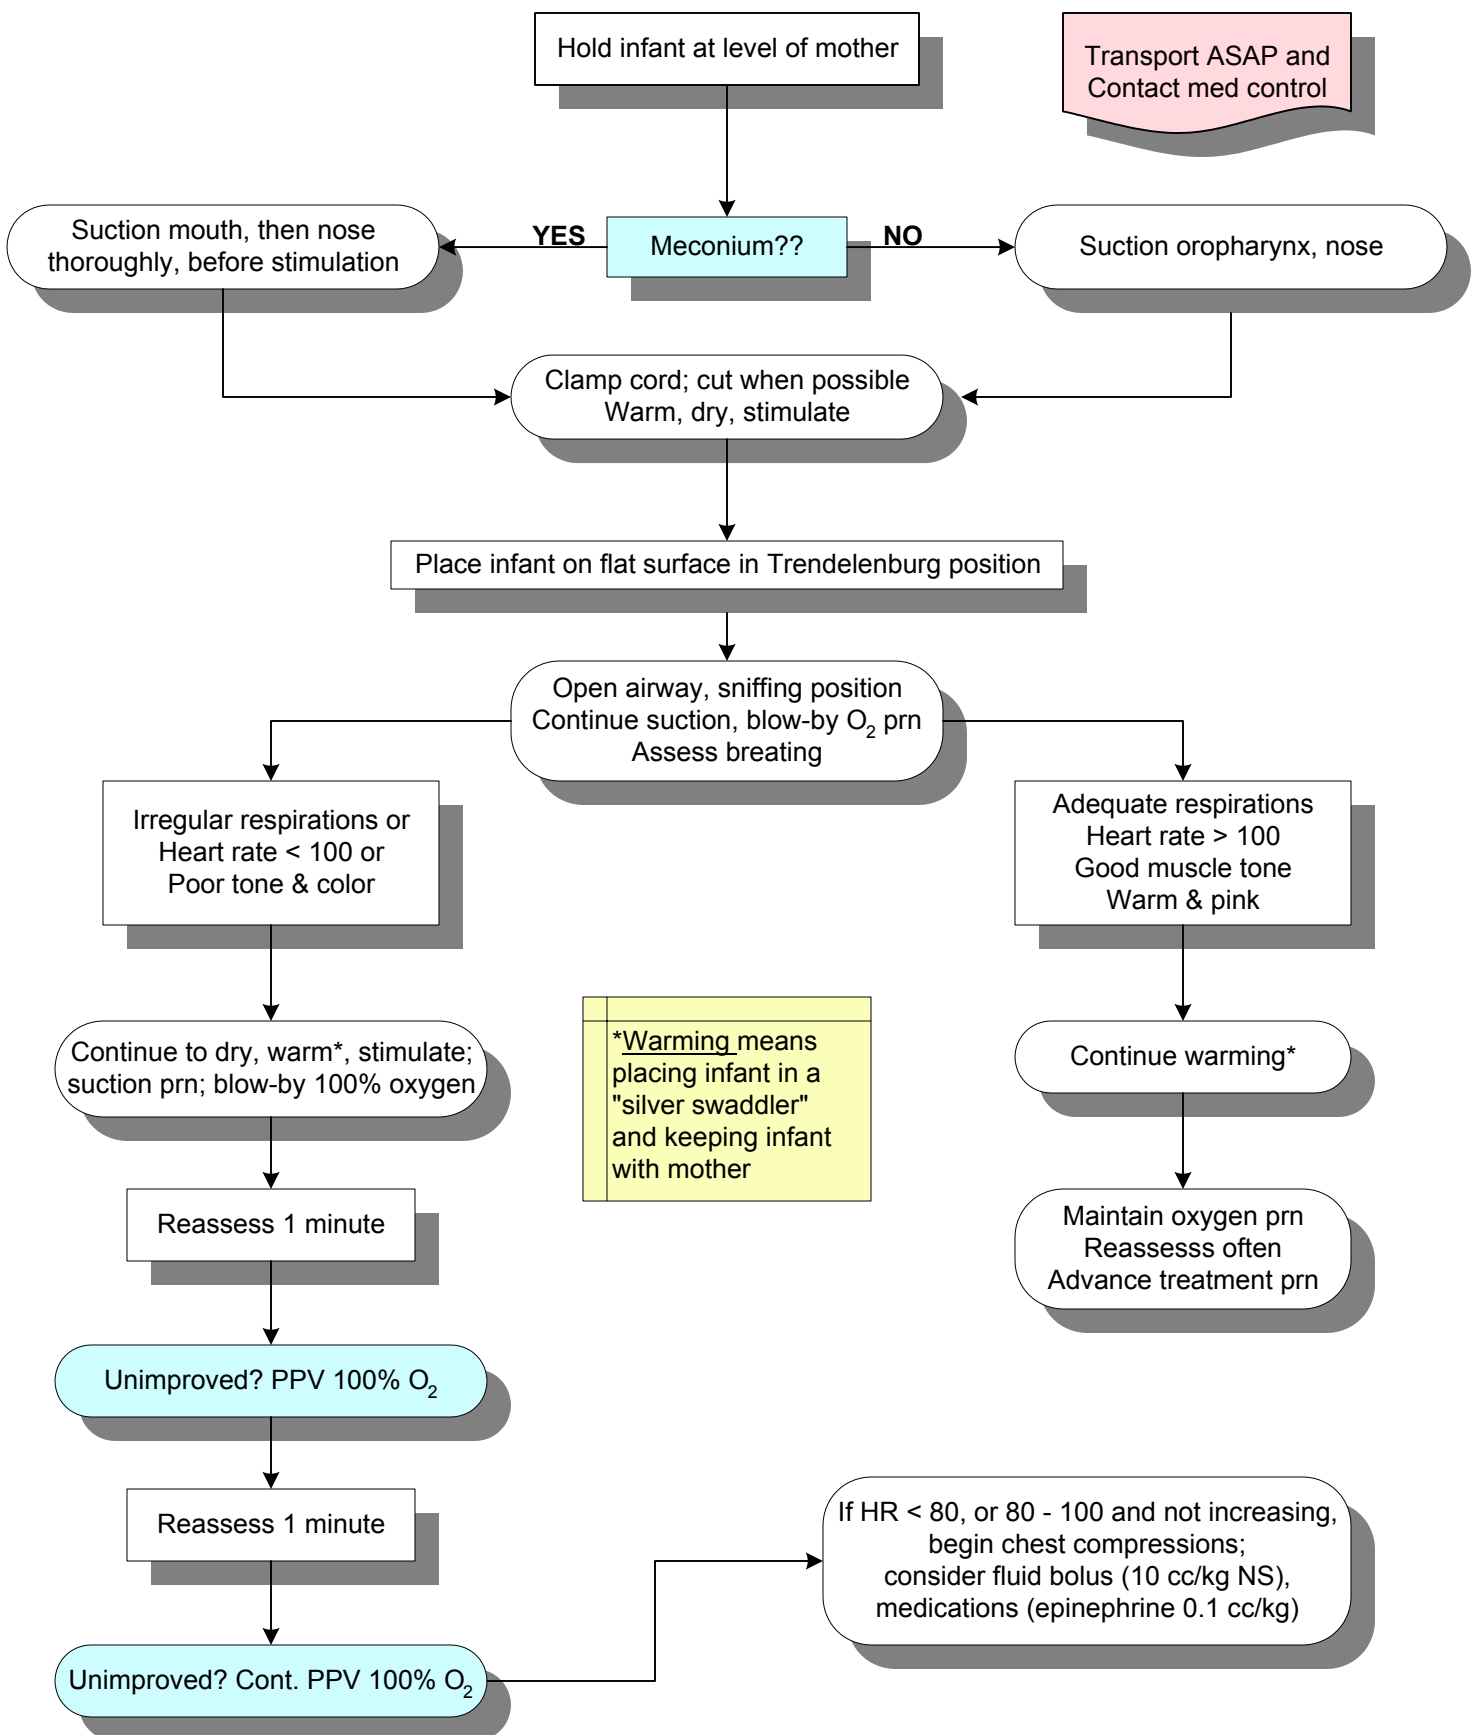 Hold infant at level of mother
Transport ASAP and
Contact med control
Suction mouth, then nose
thoroughly, before stimulation
YES
Meconium??
NO
Suction oropharynx, nose
Clamp cord; cut when possible
Warm, dry, stimulate
Place infant on flat surface in Trendelenburg position
Open airway, sniffing position
Continue suction, blow-by O₂ prn
Assess breating
Irregular respirations or
Heart rate < 100 or
Poor tone & color
Adequate respirations
Heart rate > 100
Good muscle tone
Warm & pink
Continue to dry, warm*, stimulate;
suction prn; blow-by 100% oxygen
*Warming means
placing infant in a
"silver swaddler"
and keeping infant
with mother
Continue warming*
Reassess 1 minute
Maintain oxygen prn
Reassesss often
Advance treatment prn
Unimproved? PPV 100% O₂
Reassess 1 minute
If HR < 80, or 80 - 100 and not increasing,
begin chest compressions;
consider fluid bolus (10 cc/kg NS),
medications (epinephrine 0.1 cc/kg)
Unimproved? Cont. PPV 100% O₂